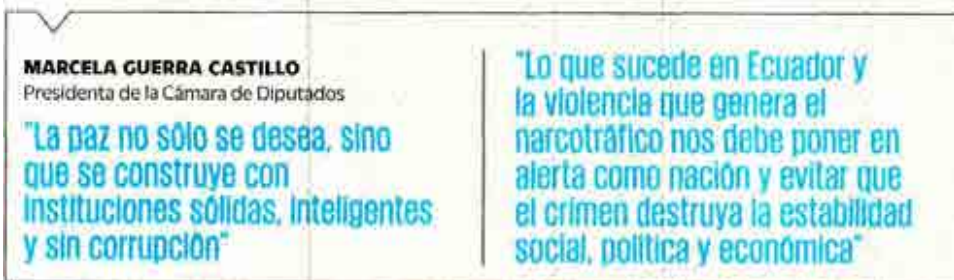 MARCELA GUERRA CASTILLO
Presidenta de la Cámara de Diputados
"La paz no sólo se desea, sino
que se construye con
instituciones sólidas, inteligentes
y sin corrupción"
"Lo que sucede en Ecuador y
la violencia que genera el
narcotráfico nos debe poner en
alerta como nación y evitar que
el crimen destruya la estabilidad
social, política y económica"